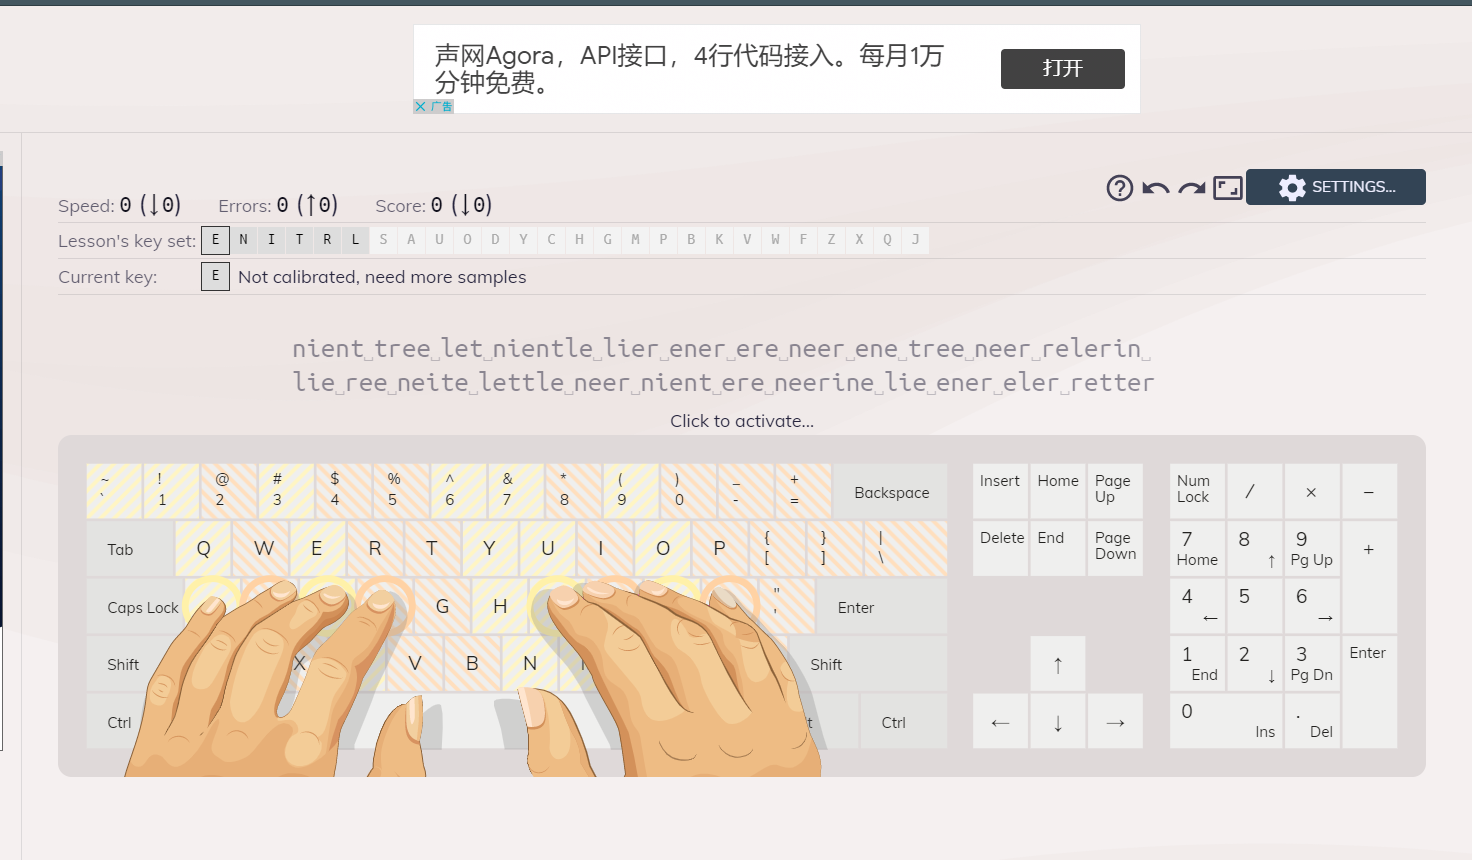 声网Agora，API接口，4行代码接入。每月1万
分钟免费。
打开
广告
SETTINGS...
Speed: 0 (↓0) Errors: 0 (↑0) Score: 0 (↓0)
Lesson's key set: E N I T R L S A U O D Y C H G M P B K V W F Z X Q J
Current key: E Not calibrated, need more samples
nient␣tree␣let␣nientle␣lier␣ener␣ere␣neer␣ene␣tree␣neer␣relerin␣
lie␣ree␣neite␣lettle␣neer␣nient␣ere␣neerine␣lie␣ener␣eler␣retter
Click to activate...
~ ! @ # $ % ^ & * ( ) _ +
` 1 2 3 4 5 6 7 8 9 0 - = Backspace
Insert Home Page Up
Num Lock / × −
Tab Q W E R T Y U I O P { [ } ] | \
Delete End Page Down
7 Home 8 ↑ 9 Pg Up +
Caps Lock G H " ' Enter
4 ← 5 6 →
Shift X V B N Shift
↑
1 End 2 ↓ 3 Pg Dn Enter
Ctrl Ctrl
← ↓ →
0 Ins . Del